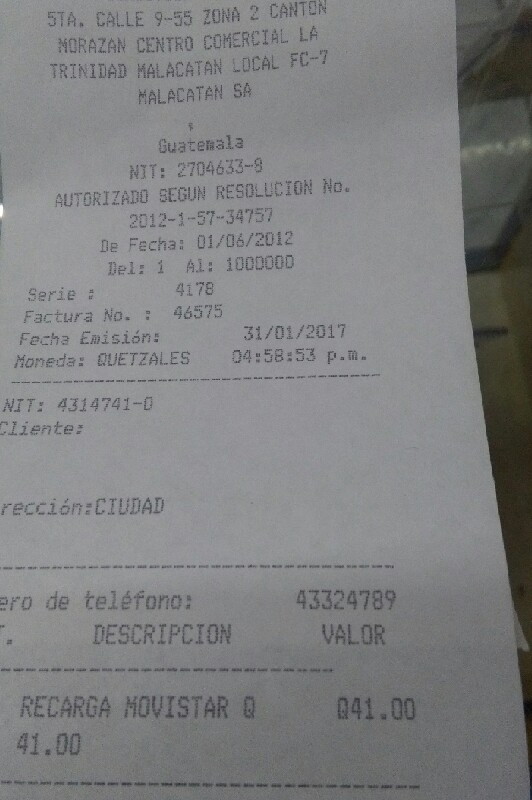 5TA. CALLE 9-55 ZONA 2 CANTON
MORAZAN CENTRO COMERCIAL LA
TRINIDAD MALACATAN LOCAL FC-7
MALACATAN SA
Guatemala
NIT: 2704633-8
AUTORIZADO SEGUN RESOLUCION No.
2012-1-57-34757
De Fecha: 01/06/2012
Del: 1 Al: 1000000
Serie : 4178
Factura No. : 46575
Fecha Emisión: 31/01/2017
Moneda: QUETZALES 04:58:53 p.m.
NIT: 4314741-0
Cliente:
rección:CIUDAD
ero de teléfono: 43324789
T. DESCRIPCION VALOR
RECARGA MOVISTAR Q Q41.00
41.00